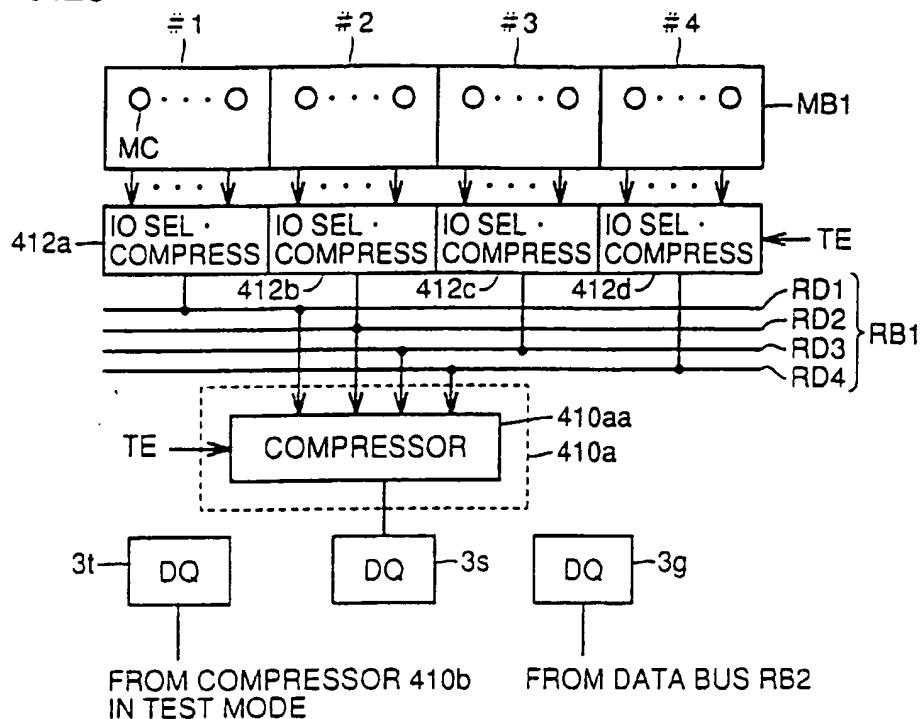 #1 #2 #3 #4
MB1
MC
IO SEL · COMPRESS
IO SEL · COMPRESS
IO SEL · COMPRESS
IO SEL · COMPRESS
TE
412a
412b
412c
412d
RD1
RD2
RD3
RD4
RB1
TE
COMPRESSOR
410aa
410a
3t
DQ
DQ
3s
DQ
3g
FROM COMPRESSOR 410b
IN TEST MODE
FROM DATA BUS RB2